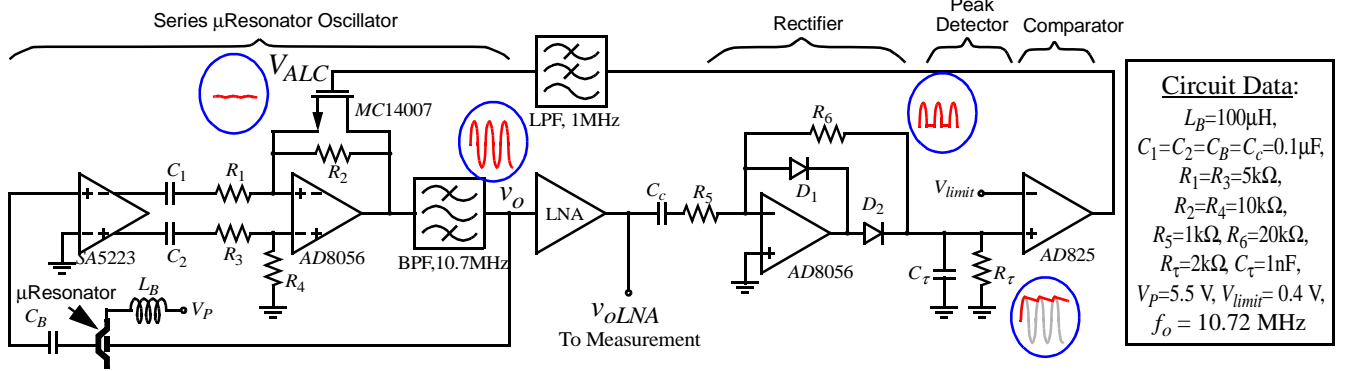 Series µResonator Oscillator
Rectifier
Peak
Detector
Comparator
V_ALC
MC14007
LPF, 1MHz
R_6
Circuit Data:
L_B=100µH,
C_1=C_2=C_B=C_c=0.1µF,
R_1=R_3=5kΩ,
R_2=R_4=10kΩ,
R_5=1kΩ, R_6=20kΩ,
R_τ=2kΩ, C_τ=1nF,
V_P=5.5 V, V_limit= 0.4 V,
f_o = 10.72 MHz
C_1
R_1
R_2
v_o
LNA
C_c
R_5
D_1
D_2
V_limit
SA5223
C_2
R_3
R_4
AD8056
BPF,10.7MHz
AD8056
C_τ
R_τ
AD825
µResonator
L_B
V_P
C_B
v_oLNA
To Measurement